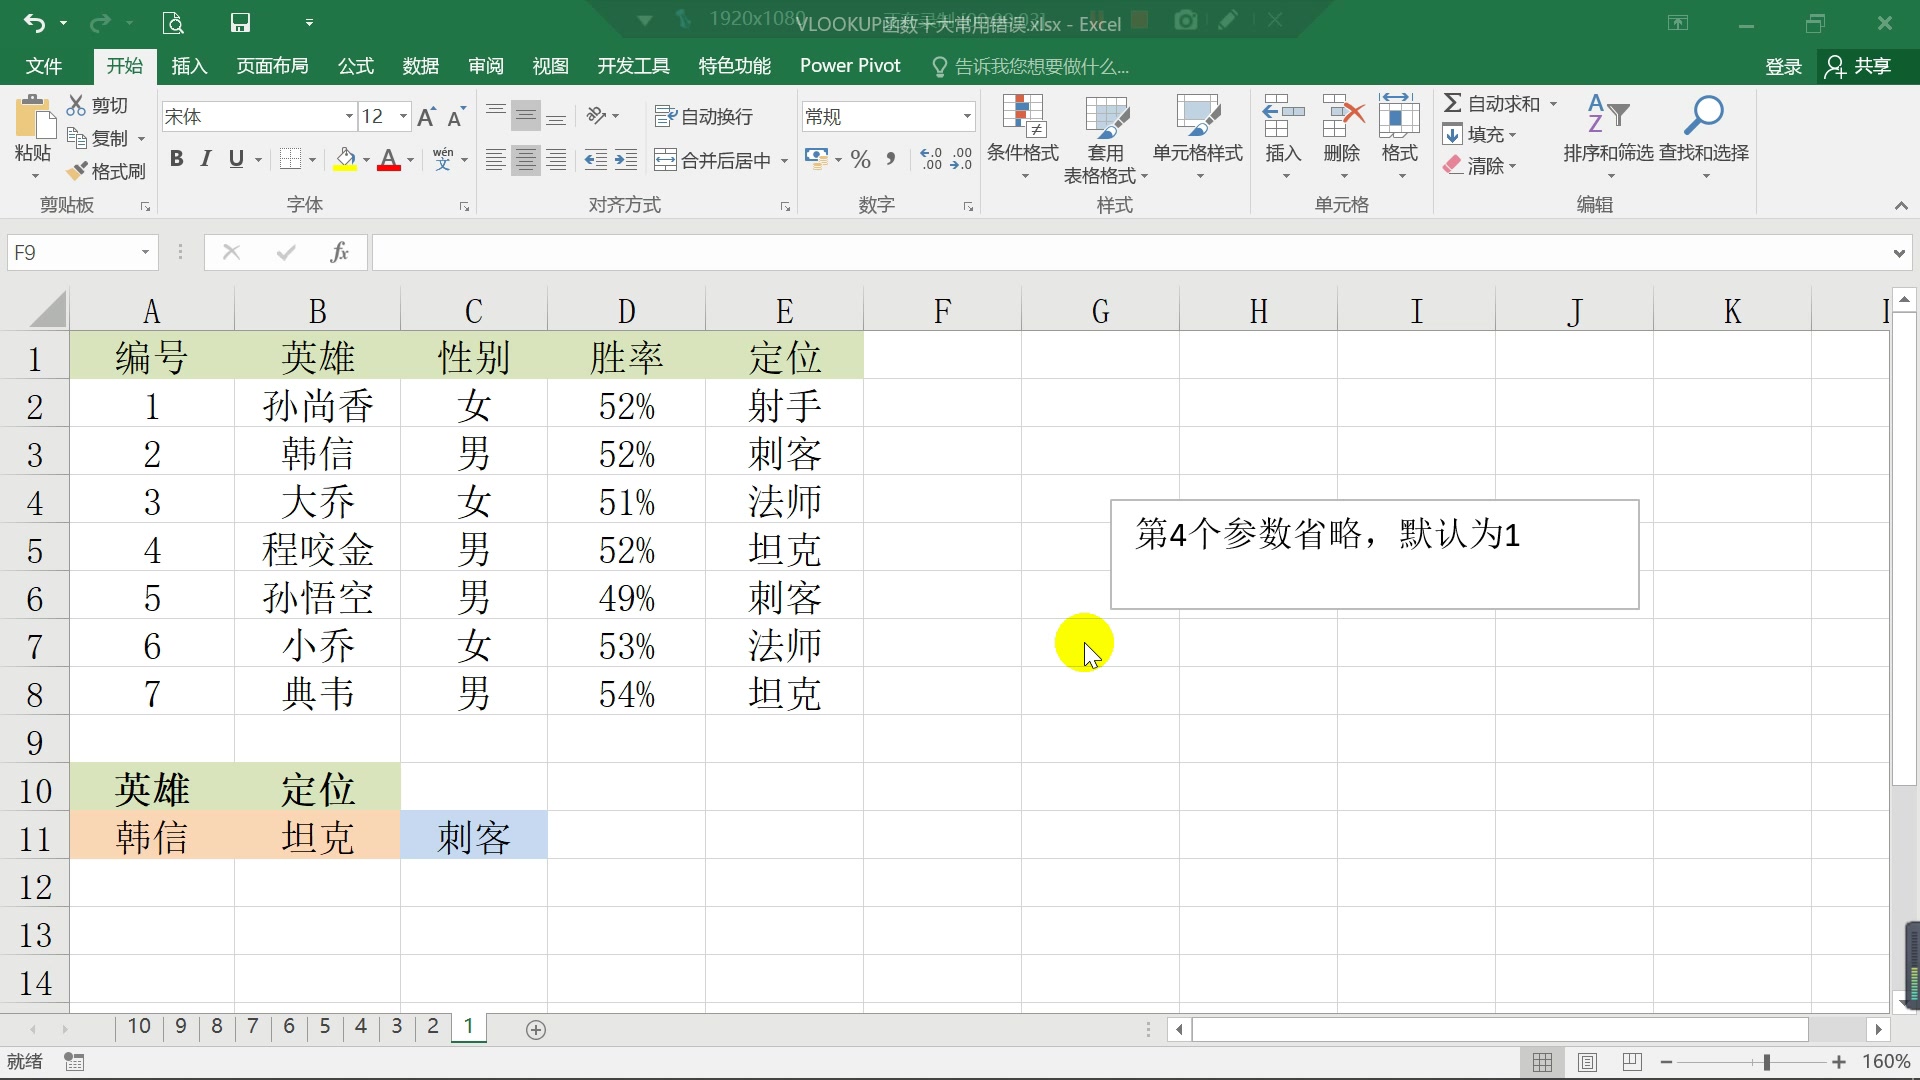 1920x1080
VLOOKUP函数十大常用错误.xlsx - Excel
文件 开始 插入 页面布局 公式 数据 审阅 视图 开发工具 特色功能 Power Pivot 告诉我您想要做什么... 登录 共享
粘贴 剪切 复制 格式刷 剪贴板
宋体 12 A A B I U A wén 文 字体
自动换行 合并后居中 对齐方式
常规 % , .0 .00 .00 .0 数字
条件格式 套用 表格格式 单元格样式 样式
插入 删除 格式 单元格
Σ 自动求和 填充 清除 AZ 排序和筛选 查找和选择 编辑
F9 fx
A B C D E F G H I J K
1 编号 英雄 性别 胜率 定位
2 1 孙尚香 女 52% 射手
3 2 韩信 男 52% 刺客
4 3 大乔 女 51% 法师
第4个参数省略，默认为1
5 4 程咬金 男 52% 坦克
6 5 孙悟空 男 49% 刺客
7 6 小乔 女 53% 法师
8 7 典韦 男 54% 坦克
9
10 英雄 定位
11 韩信 坦克 刺客
12
13
14
10 9 8 7 6 5 4 3 2 1
就绪 160%